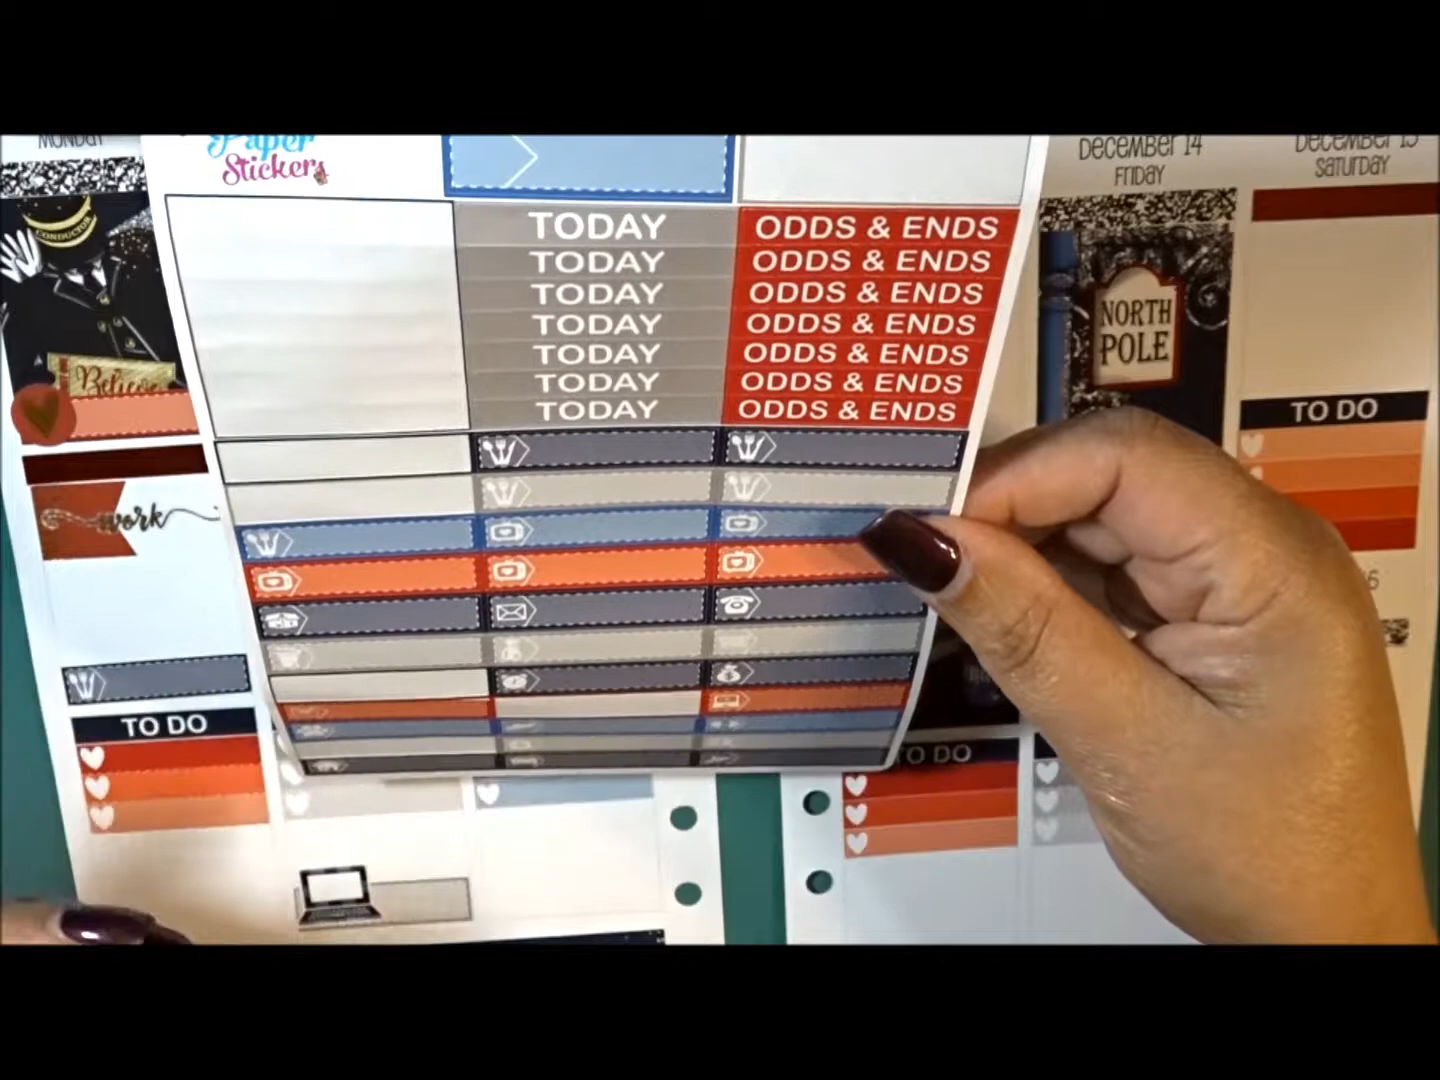 MONDAY
Paper
Stickers
DECEMBER 14
FRIDAY
SATURDAY
CONDUCTOR
Believe
work
TODAY ODDS & ENDS
TODAY ODDS & ENDS
TODAY ODDS & ENDS
TODAY ODDS & ENDS
TODAY ODDS & ENDS
TODAY ODDS & ENDS
TODAY ODDS & ENDS
NORTH
POLE
TO DO
TO DO
TO DO